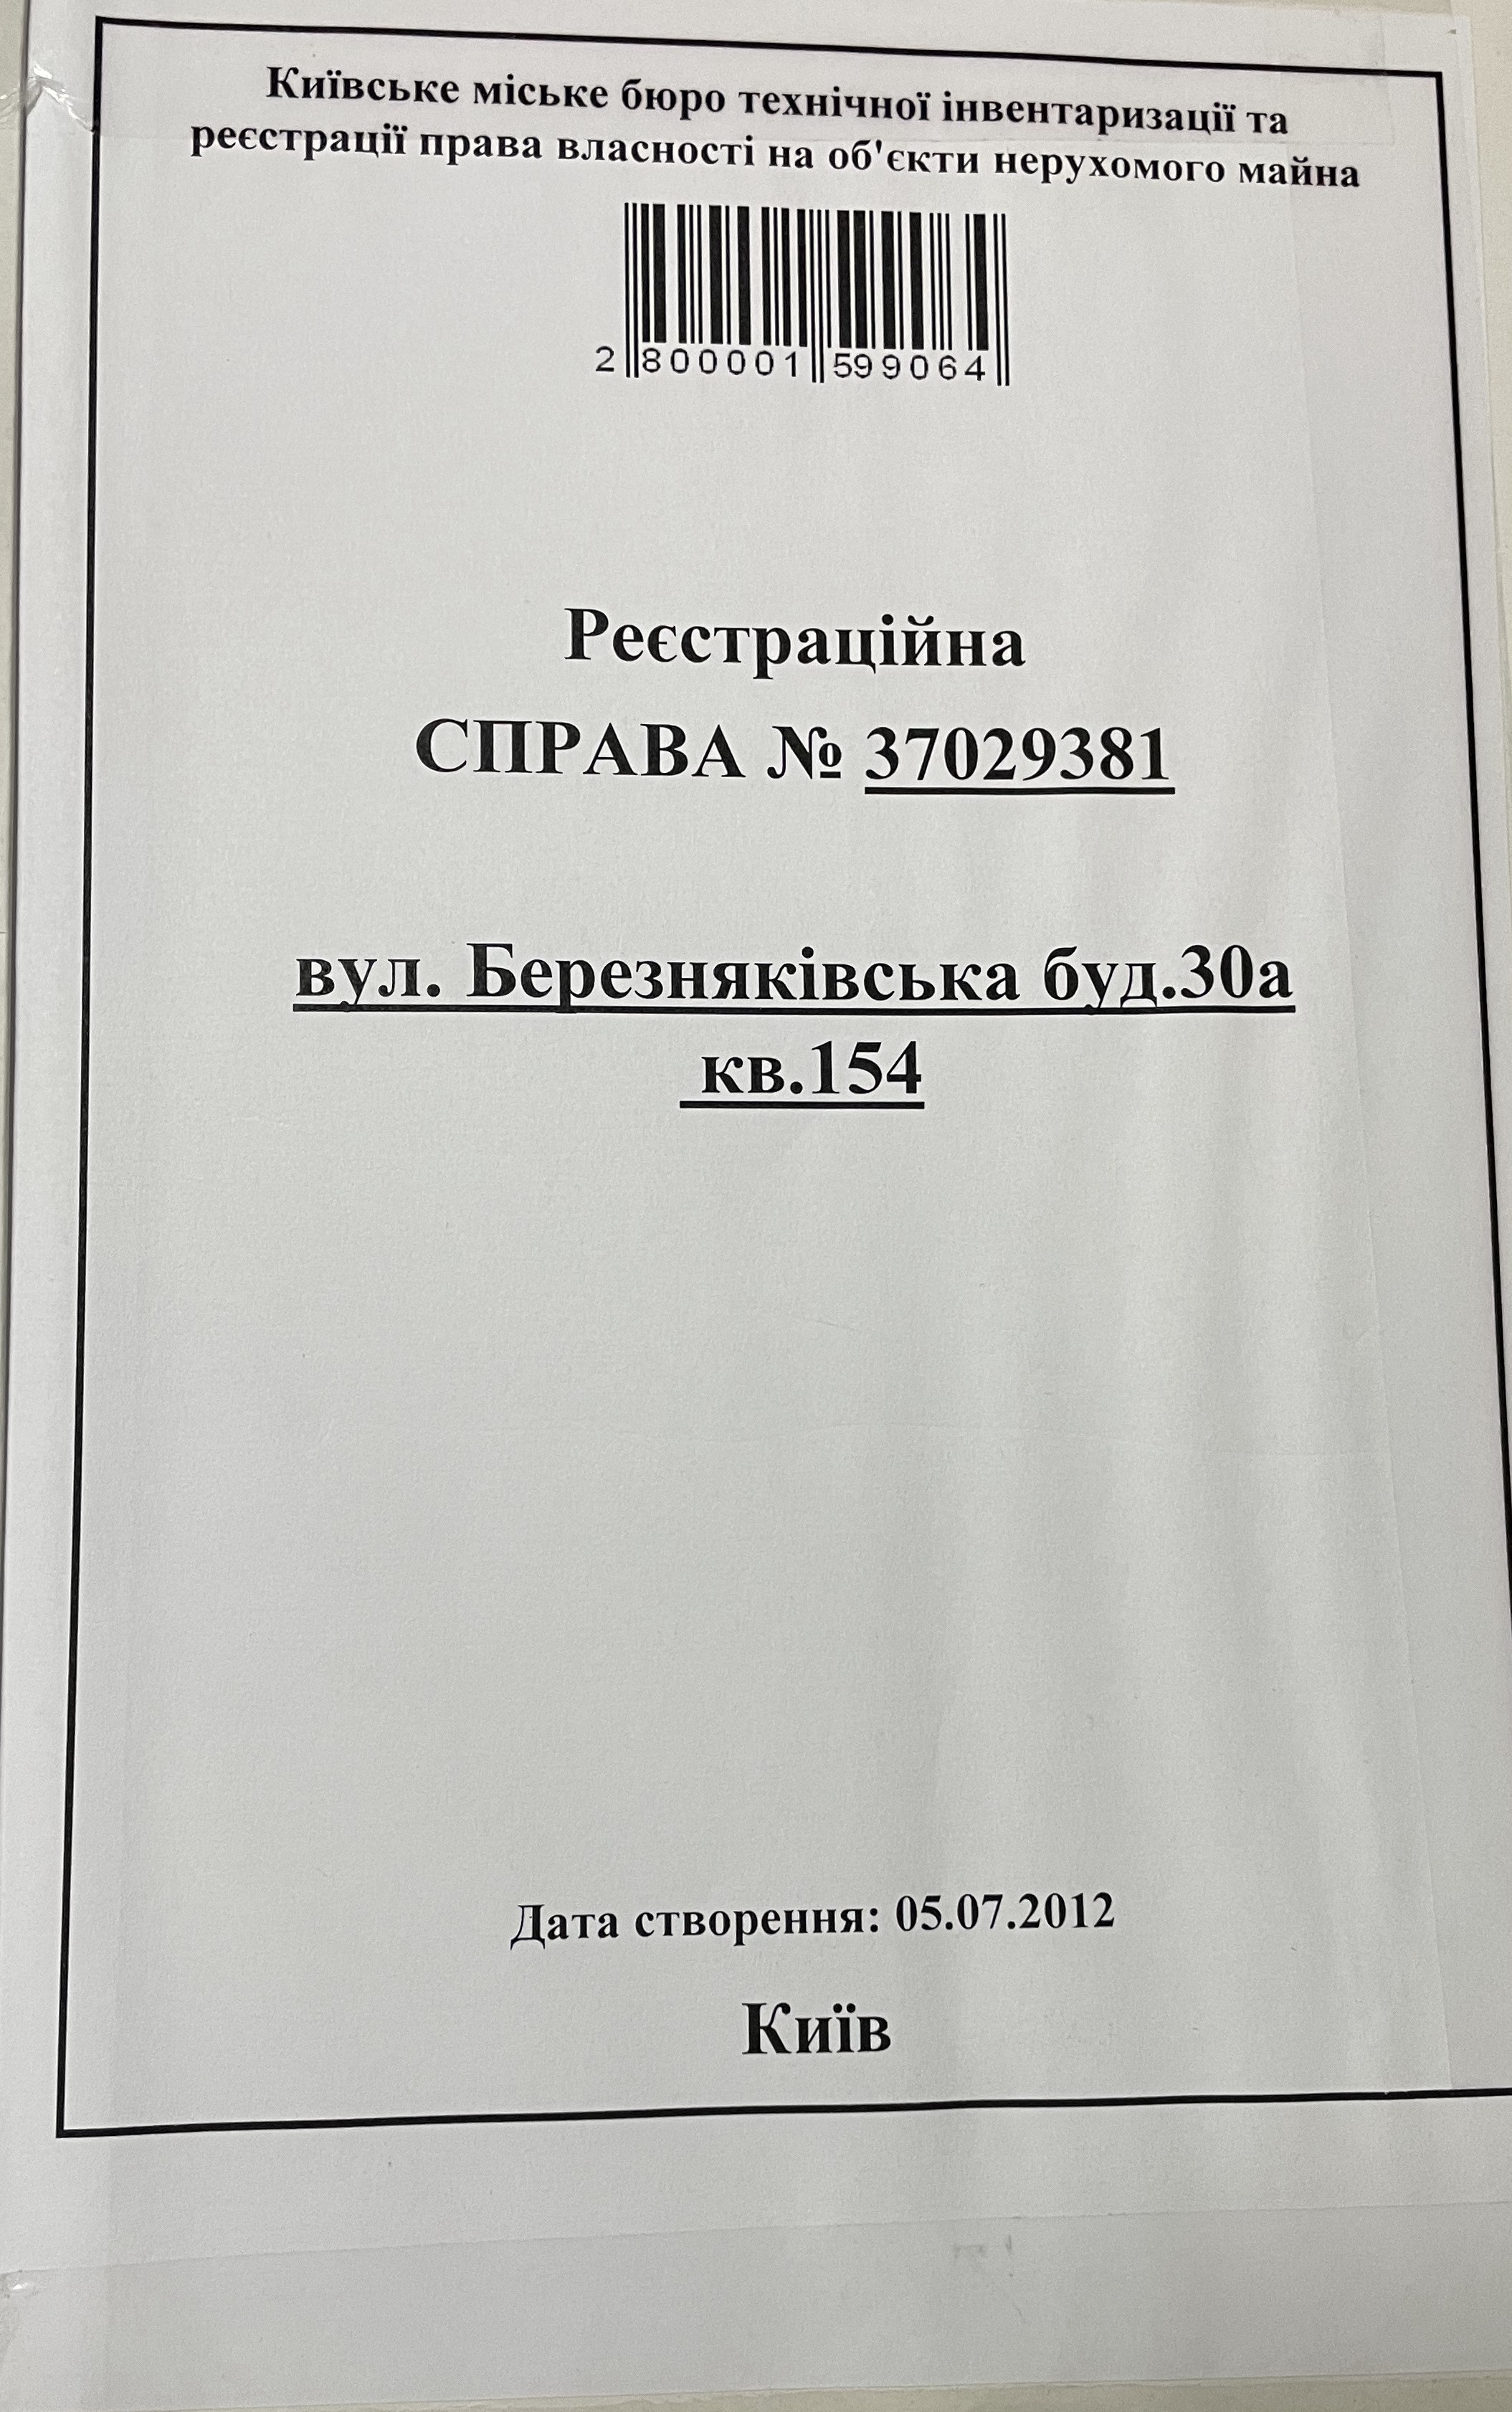 Київське міське бюро технічної інвентаризації та
реєстрації права власності на об'єкти нерухомого майна
2 800001 599064
Реєстраційна
СПРАВА № 37029381
вул. Березняківська буд.30а
кв.154
Дата створення: 05.07.2012
Київ